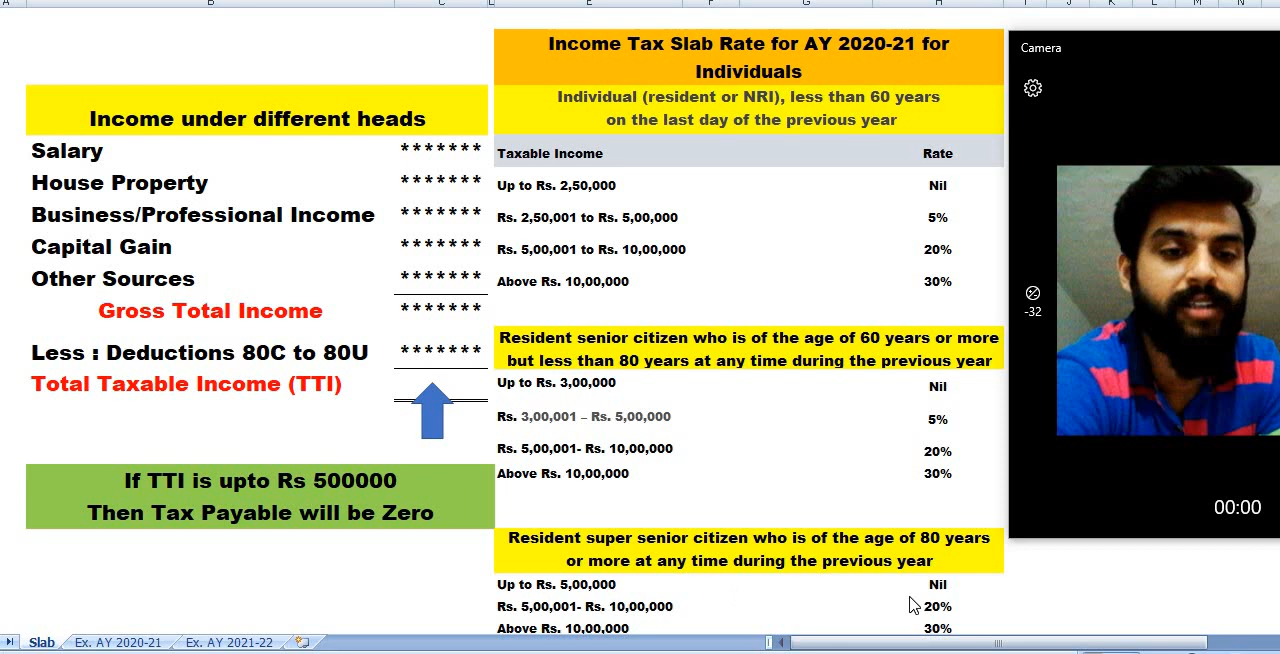 A B C L E F G H I J K L M N
Income Tax Slab Rate for AY 2020-21 for
Individuals
Individual (resident or NRI), less than 60 years
on the last day of the previous year
Taxable Income Rate
Up to Rs. 2,50,000 Nil
Rs. 2,50,001 to Rs. 5,00,000 5%
Rs. 5,00,001 to Rs. 10,00,000 20%
Above Rs. 10,00,000 30%
Resident senior citizen who is of the age of 60 years or more
but less than 80 years at any time during the previous year
Up to Rs. 3,00,000 Nil
Rs. 3,00,001 – Rs. 5,00,000 5%
Rs. 5,00,001- Rs. 10,00,000 20%
Above Rs. 10,00,000 30%
Resident super senior citizen who is of the age of 80 years
or more at any time during the previous year
Up to Rs. 5,00,000 Nil
Rs. 5,00,001- Rs. 10,00,000 20%
Above Rs. 10,00,000 30%
Income under different heads
Salary *******
House Property *******
Business/Professional Income *******
Capital Gain *******
Other Sources *******
Gross Total Income *******
Less : Deductions 80C to 80U *******
Total Taxable Income (TTI)
If TTI is upto Rs 500000
Then Tax Payable will be Zero
Camera
-32
00:00
Slab Ex. AY 2020-21 Ex. AY 2021-22